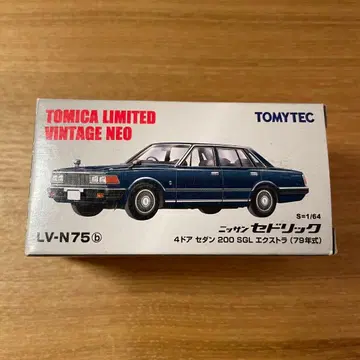 TOMICA LIMITED
VINTAGE NEO
TOMYTEC
S=1/64
LV-N75 b
ニッサン セドリック
4ドア セダン 200 SGL エクストラ (79年式)